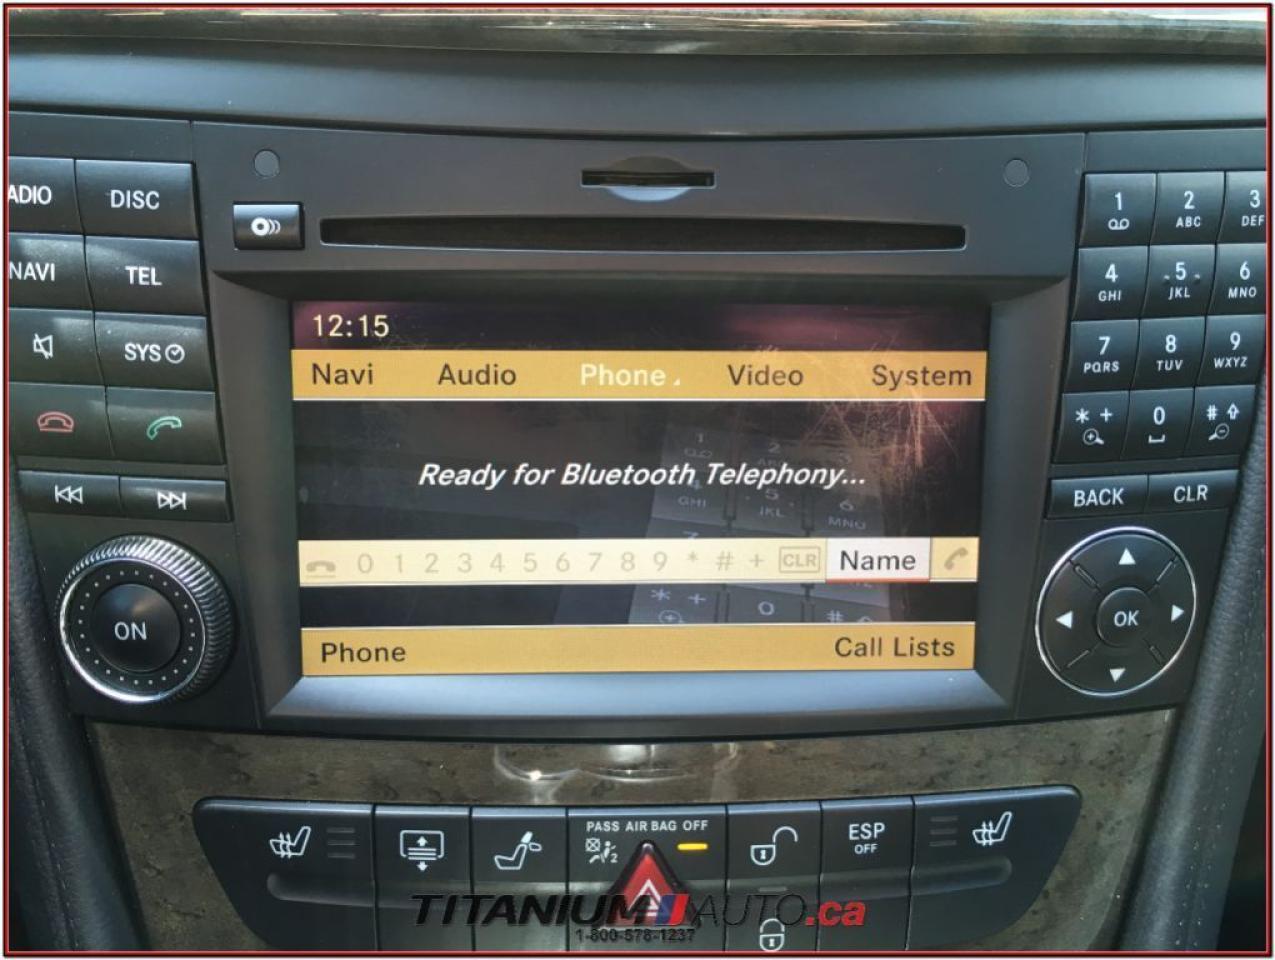 DISC
NAVI
TEL
SYS
ON
1
2 ABC
3 DEF
4 GHI
5 JKL
6 MNO
7 PQRS
8 TUV
9 WXYZ
* +
0
#
BACK
CLR
OK
12:15
Navi Audio Phone Video System
Ready for Bluetooth Telephony...
0 1 2 3 4 5 6 7 8 9 * # + CLR Name
Phone Call Lists
PASS AIR BAG OFF
2
ESP
OFF
TITANIUM AUTO.ca
1-800-578-1237